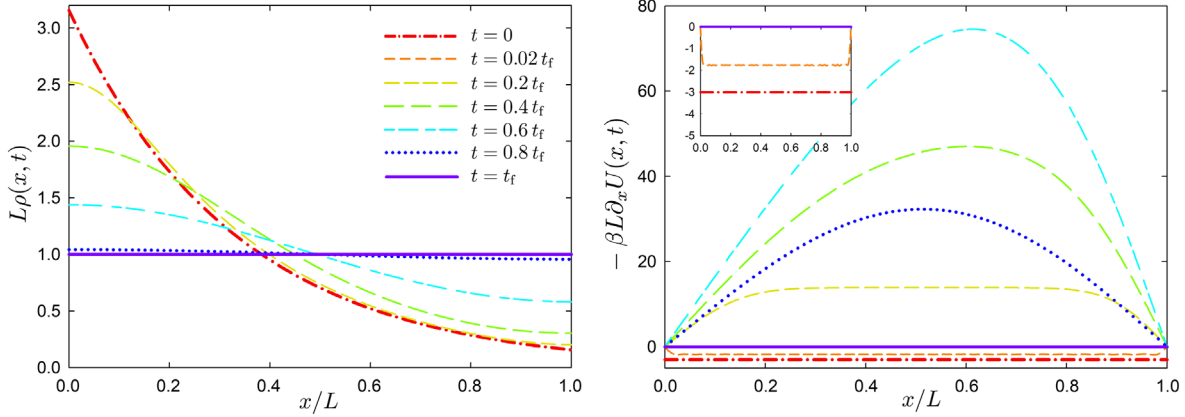 3.0
2.5
2.0
1.5
1.0
0.5
0.0
Lρ(x, t)
0.0 0.2 0.4 0.6 0.8 1.0
x/L
t = 0
t = 0.02 t_f
t = 0.2 t_f
t = 0.4 t_f
t = 0.6 t_f
t = 0.8 t_f
t = t_f
80
60
40
20
0
− βL∂ₓU(x, t)
0.0 0.2 0.4 0.6 0.8 1.0
x/L
0
-1
-2
-3
-4
-5
0.0 0.2 0.4 0.6 0.8 1.0